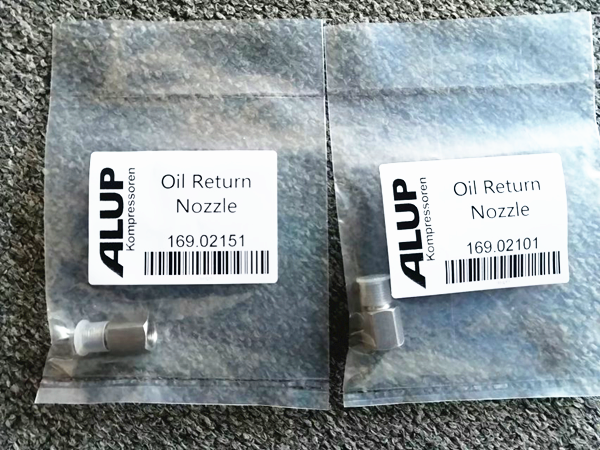 ALUP
Kompressoren
Oil Return
Nozzle
169.02151
ALUP
Kompressoren
Oil Return
Nozzle
169.02101